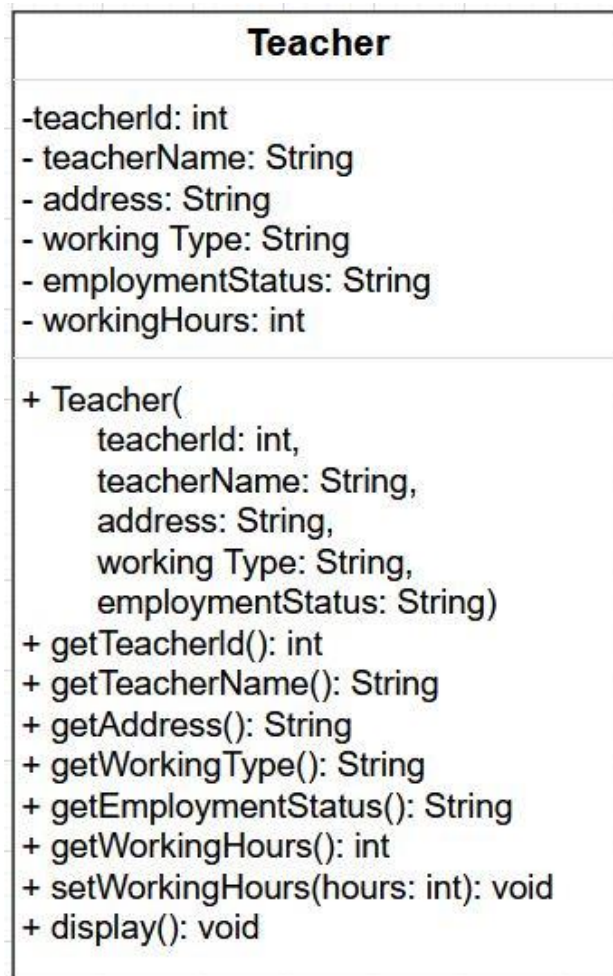 Teacher
-teacherId: int
- teacherName: String
- address: String
- working Type: String
- employmentStatus: String
- workingHours: int
+ Teacher(
teacherId: int,
teacherName: String,
address: String,
working Type: String,
employmentStatus: String)
+ getTeacherId(): int
+ getTeacherName(): String
+ getAddress(): String
+ getWorkingType(): String
+ getEmploymentStatus(): String
+ getWorkingHours(): int
+ setWorkingHours(hours: int): void
+ display(): void